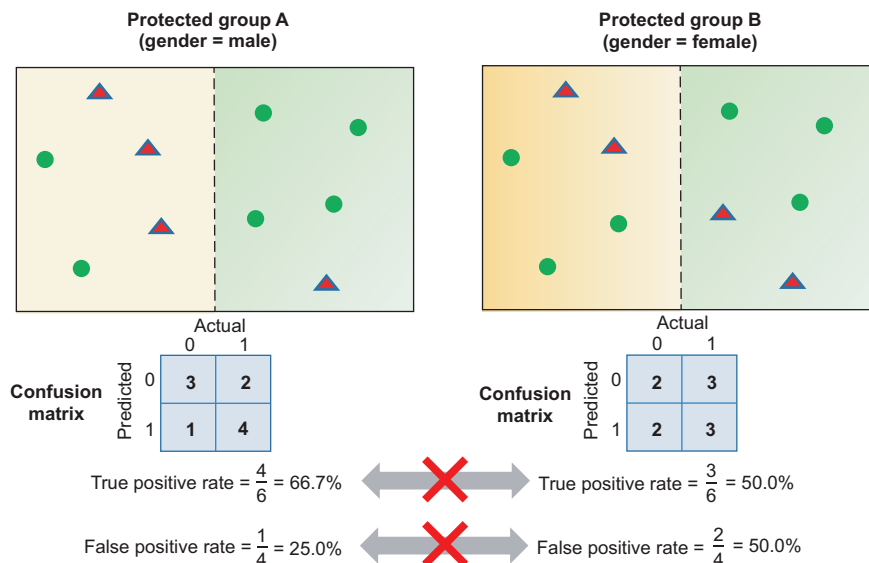 Protected group A
(gender = male)
Protected group B
(gender = female)
Actual
0 1
Predicted
0 3 2
1 1 4
Confusion
matrix
Actual
0 1
Predicted
0 2 3
1 2 3
Confusion
matrix
True positive rate = 4/6 = 66.7%
True positive rate = 3/6 = 50.0%
False positive rate = 1/4 = 25.0%
False positive rate = 2/4 = 50.0%